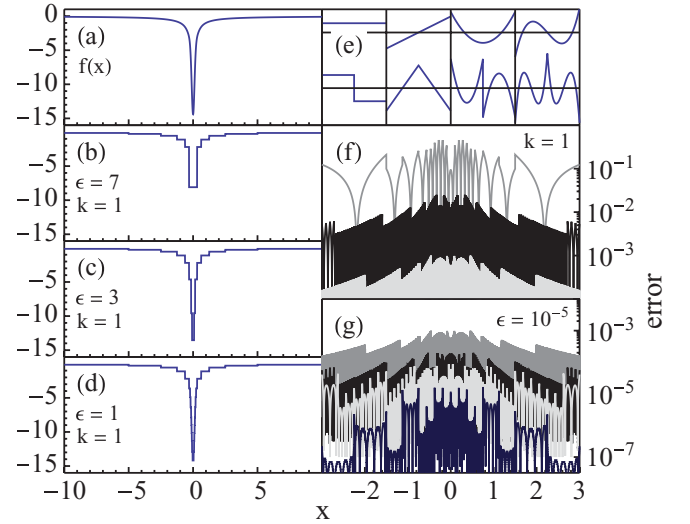 0
−5
−10
−15
(a)
f(x)
−5
−10
−15
(b)
ϵ = 7
k = 1
−5
−10
−15
(c)
ϵ = 3
k = 1
−5
−10
−15
(d)
ϵ = 1
k = 1
−10 −5 0 5
(e)
(f)
k = 1
10⁻¹
10⁻²
10⁻³
(g)
ϵ = 10⁻⁵
10⁻³
10⁻⁵
10⁻⁷
error
−2 −1 0 1 2 3
x